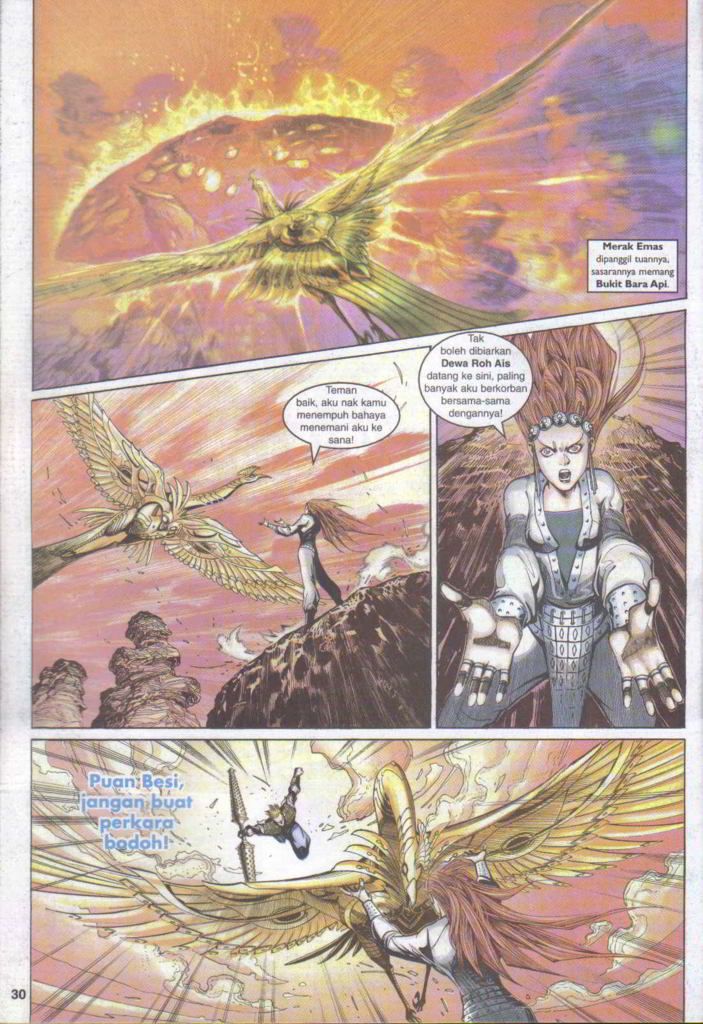 Merak Emas
dipanggil tuannya,
sasarannya memang
Bukit Bara Api.
Teman
baik, aku nak kamu
menempuh bahaya
menemani aku ke
sana!
Tak
boleh dibiarkan
Dewa Roh Ais
datang ke sini, paling
banyak aku berkorban
bersama-sama
dengannya!
Puan Besi,
jangan buat
perkara
bodoh!
30